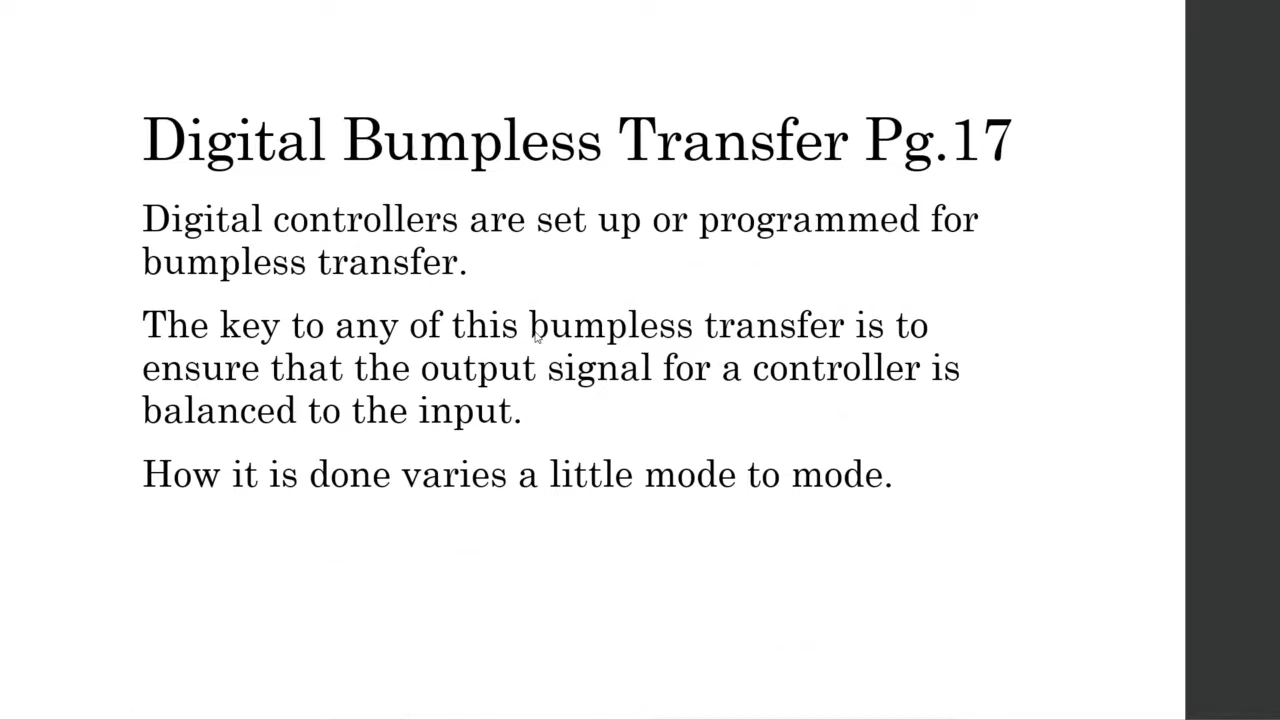 Digital Bumpless Transfer Pg.17
Digital controllers are set up or programmed for
bumpless transfer.
The key to any of this bumpless transfer is to
ensure that the output signal for a controller is
balanced to the input.
How it is done varies a little mode to mode.